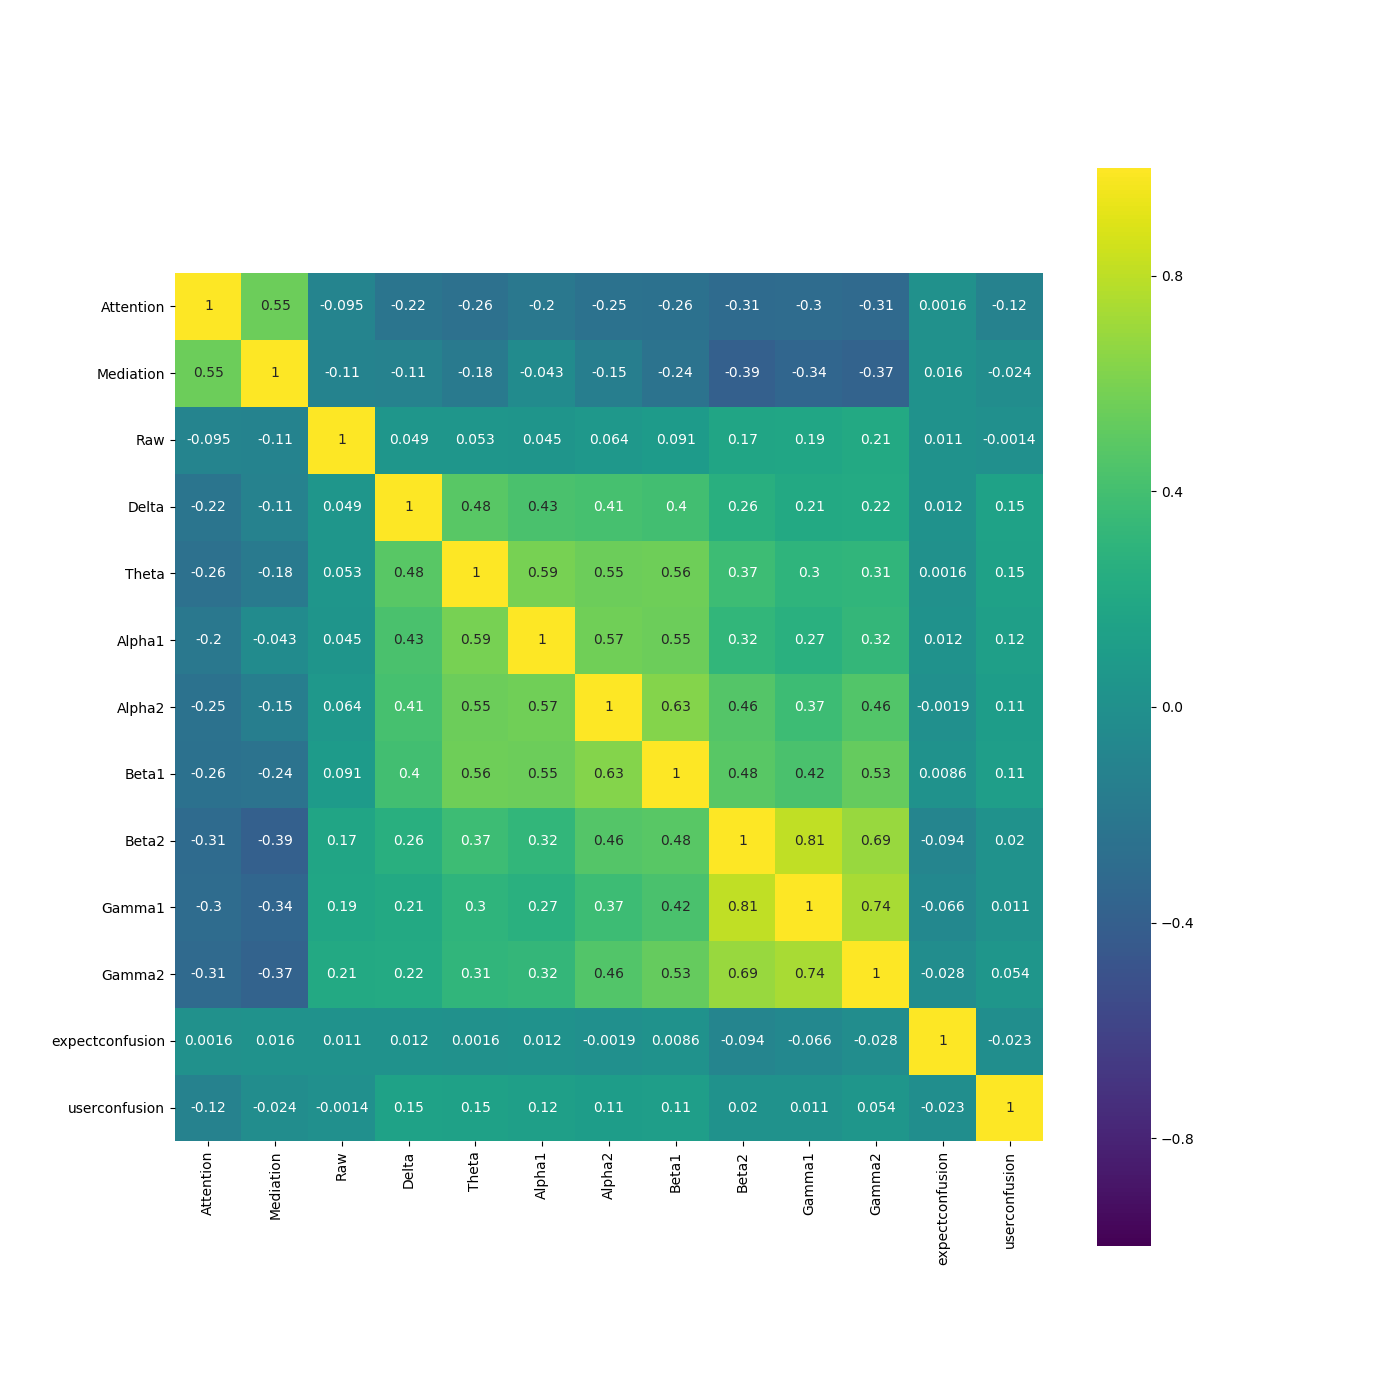 Attention 1 0.55 -0.095 -0.22 -0.26 -0.2 -0.25 -0.26 -0.31 -0.3 -0.31 0.0016 -0.12
Mediation 0.55 1 -0.11 -0.11 -0.18 -0.043 -0.15 -0.24 -0.39 -0.34 -0.37 0.016 -0.024
Raw -0.095 -0.11 1 0.049 0.053 0.045 0.064 0.091 0.17 0.19 0.21 0.011 -0.0014
Delta -0.22 -0.11 0.049 1 0.48 0.43 0.41 0.4 0.26 0.21 0.22 0.012 0.15
Theta -0.26 -0.18 0.053 0.48 1 0.59 0.55 0.56 0.37 0.3 0.31 0.0016 0.15
Alpha1 -0.2 -0.043 0.045 0.43 0.59 1 0.57 0.55 0.32 0.27 0.32 0.012 0.12
Alpha2 -0.25 -0.15 0.064 0.41 0.55 0.57 1 0.63 0.46 0.37 0.46 -0.0019 0.11
Beta1 -0.26 -0.24 0.091 0.4 0.56 0.55 0.63 1 0.48 0.42 0.53 0.0086 0.11
Beta2 -0.31 -0.39 0.17 0.26 0.37 0.32 0.46 0.48 1 0.81 0.69 -0.094 0.02
Gamma1 -0.3 -0.34 0.19 0.21 0.3 0.27 0.37 0.42 0.81 1 0.74 -0.066 0.011
Gamma2 -0.31 -0.37 0.21 0.22 0.31 0.32 0.46 0.53 0.69 0.74 1 -0.028 0.054
expectconfusion 0.0016 0.016 0.011 0.012 0.0016 0.012 -0.0019 0.0086 -0.094 -0.066 -0.028 1 -0.023
userconfusion -0.12 -0.024 -0.0014 0.15 0.15 0.12 0.11 0.11 0.02 0.011 0.054 -0.023 1
Attention Mediation Raw Delta Theta Alpha1 Alpha2 Beta1 Beta2 Gamma1 Gamma2 expectconfusion userconfusion
0.8
0.4
0.0
−0.4
−0.8